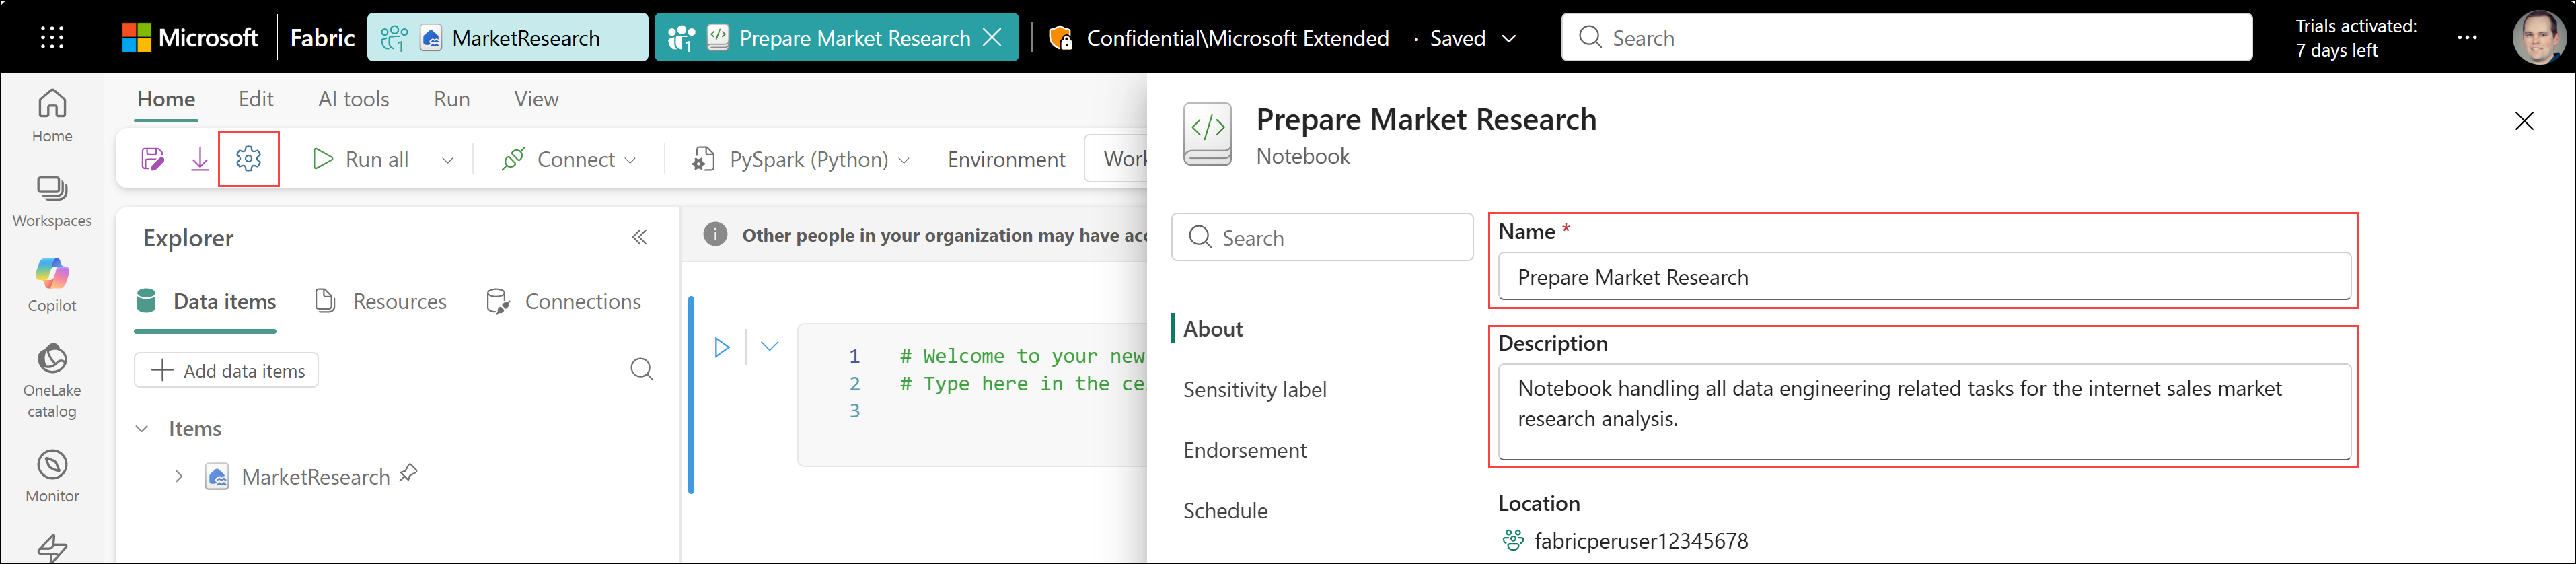 Microsoft Fabric 1 MarketResearch 1 Prepare Market Research Confidential\Microsoft Extended · Saved Search Trials activated:
7 days left
Home Edit AI tools Run View
Home
Workspaces
Copilot
OneLake
catalog
Monitor
Run all Connect PySpark (Python) Environment Work
Explorer
Data items Resources Connections
Add data items
Items
MarketResearch
Other people in your organization may have acc
1 # Welcome to your new
2 # Type here in the ce
3
Prepare Market Research
Notebook
Search
About
Sensitivity label
Endorsement
Schedule
Name *
Prepare Market Research
Description
Notebook handling all data engineering related tasks for the internet sales market
research analysis.
Location
fabricperuser12345678